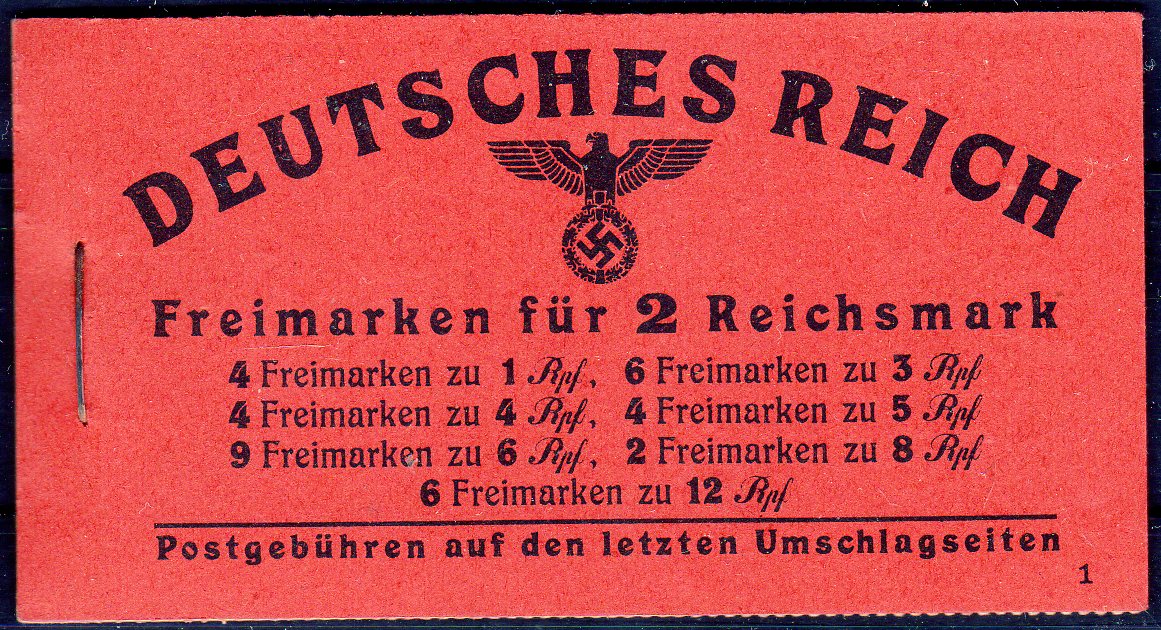 DEUTSCHES REICH
Freimarken für 2 Reichsmark
4 Freimarken zu 1 Rpf, 6 Freimarken zu 3 Rpf
4 Freimarken zu 4 Rpf, 4 Freimarken zu 5 Rpf
9 Freimarken zu 6 Rpf, 2 Freimarken zu 8 Rpf
6 Freimarken zu 12 Rpf
Postgebühren auf den letzten Umschlagseiten
1